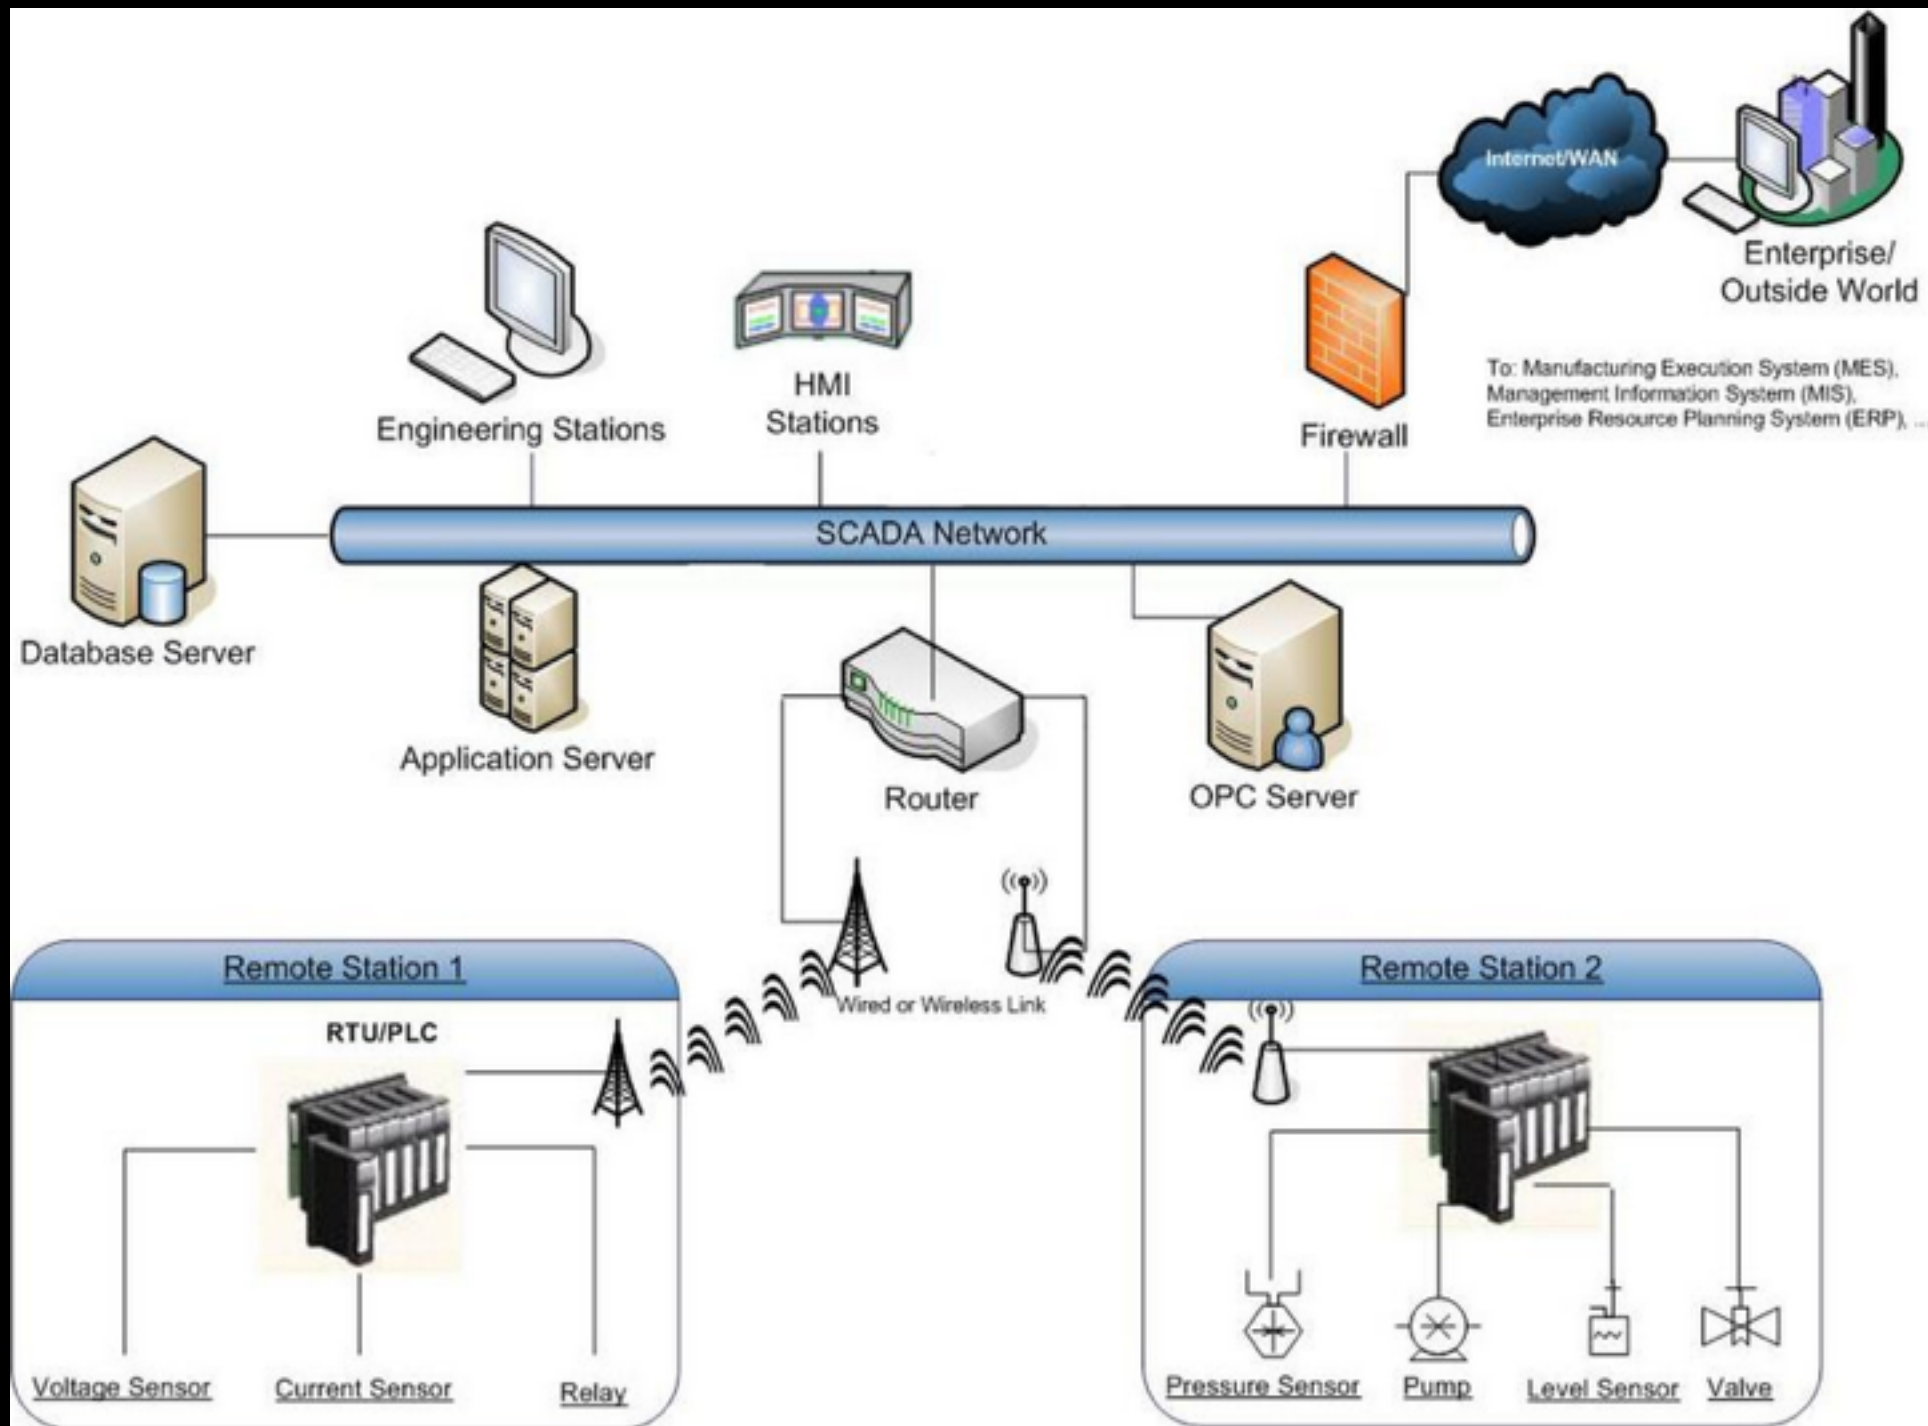 Internet/WAN
Enterprise/
Outside World
To: Manufacturing Execution System (MES),
Management Information System (MIS),
Enterprise Resource Planning System (ERP), ...
Engineering Stations
HMI
Stations
Firewall
SCADA Network
Database Server
Application Server
Router
OPC Server
Wired or Wireless Link
Remote Station 1
RTU/PLC
Voltage Sensor
Current Sensor
Relay
Remote Station 2
Pressure Sensor
Pump
Level Sensor
Valve